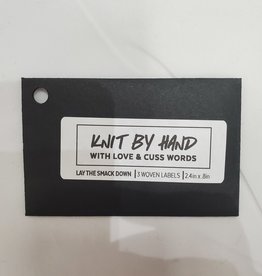 KNIT BY HAND
WITH LOVE & CUSS WORDS
LAY THE SMACK DOWN | 3 WOVEN LABELS | 2.4in x .8in